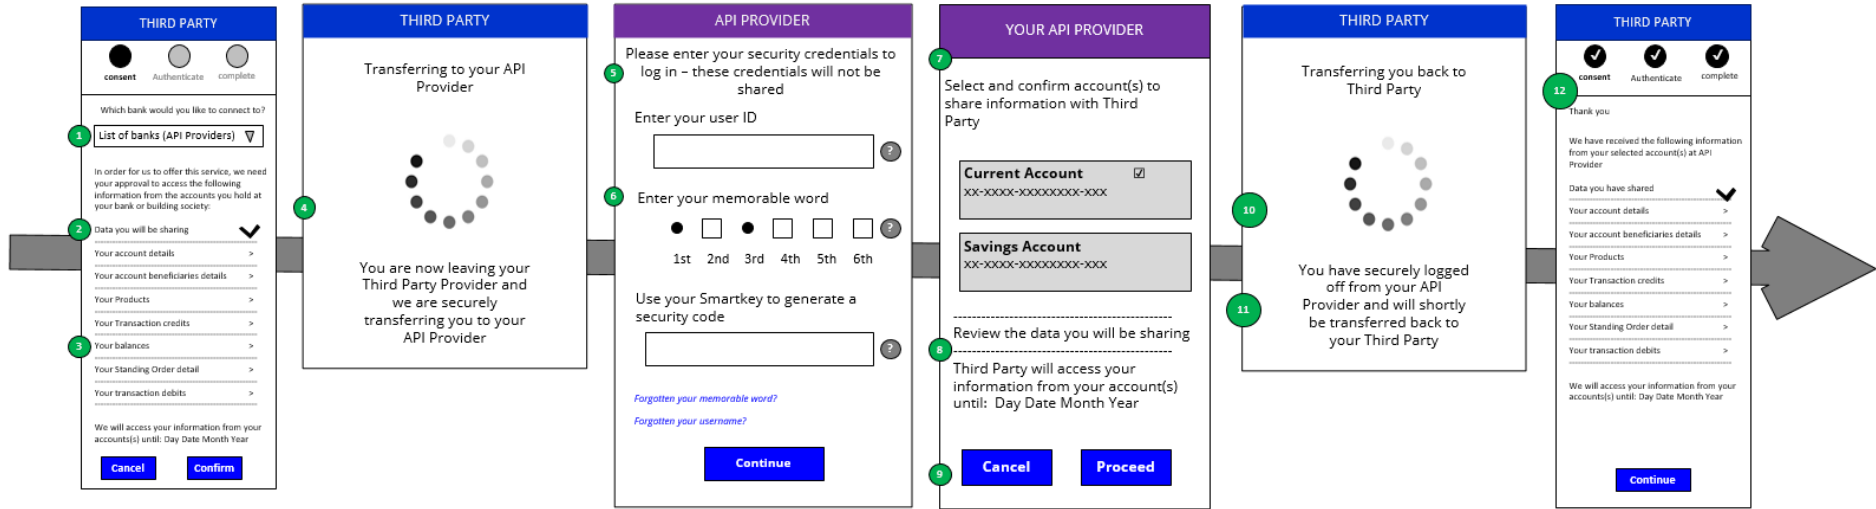 THIRD PARTY
consent
Authenticate
complete
Which bank would you like to connect to?
1
List of banks (API Providers)
In order for us to offer this service, we need
your approval to access the following
information from the accounts you hold at
your bank or building society:
2
Data you will be sharing
Your account details >
Your account beneficiaries details >
Your Products >
Your Transaction credits >
3
Your balances >
Your Standing Order detail >
Your transaction debits >
We will access your information from your
accounts(s) until: Day Date Month Year
Cancel
Confirm
THIRD PARTY
Transferring to your API
Provider
4
You are now leaving your
Third Party Provider and
we are securely
transferring you to your
API Provider
API PROVIDER
5
Please enter your security credentials to
log in – these credentials will not be
shared
Enter your user ID
?
6
Enter your memorable word
?
1st 2nd 3rd 4th 5th 6th
Use your Smartkey to generate a
security code
?
Forgotten your memorable word?
Forgotten your username?
Continue
YOUR API PROVIDER
7
Select and confirm account(s) to
share information with Third
Party
Current Account
xx-xxxx-xxxxxxxx-xxx
Savings Account
xx-xxxx-xxxxxxxx-xxx
Review the data you will be sharing
8
Third Party will access your
information from your account(s)
until: Day Date Month Year
9
Cancel
Proceed
THIRD PARTY
Transferring you back to
Third Party
10
11
You have securely logged
off from your API
Provider and will shortly
be transferred back to
your Third Party
THIRD PARTY
consent
Authenticate
complete
12
Thank you
We have received the following information
from your selected account(s) at API
Provider
Data you have shared
Your account details >
Your account beneficiaries details >
Your Products >
Your Transaction credits >
Your balances >
Your Standing Order detail >
Your transaction debits >
We will access your information from your
accounts(s) until: Day Date Month Year
Continue